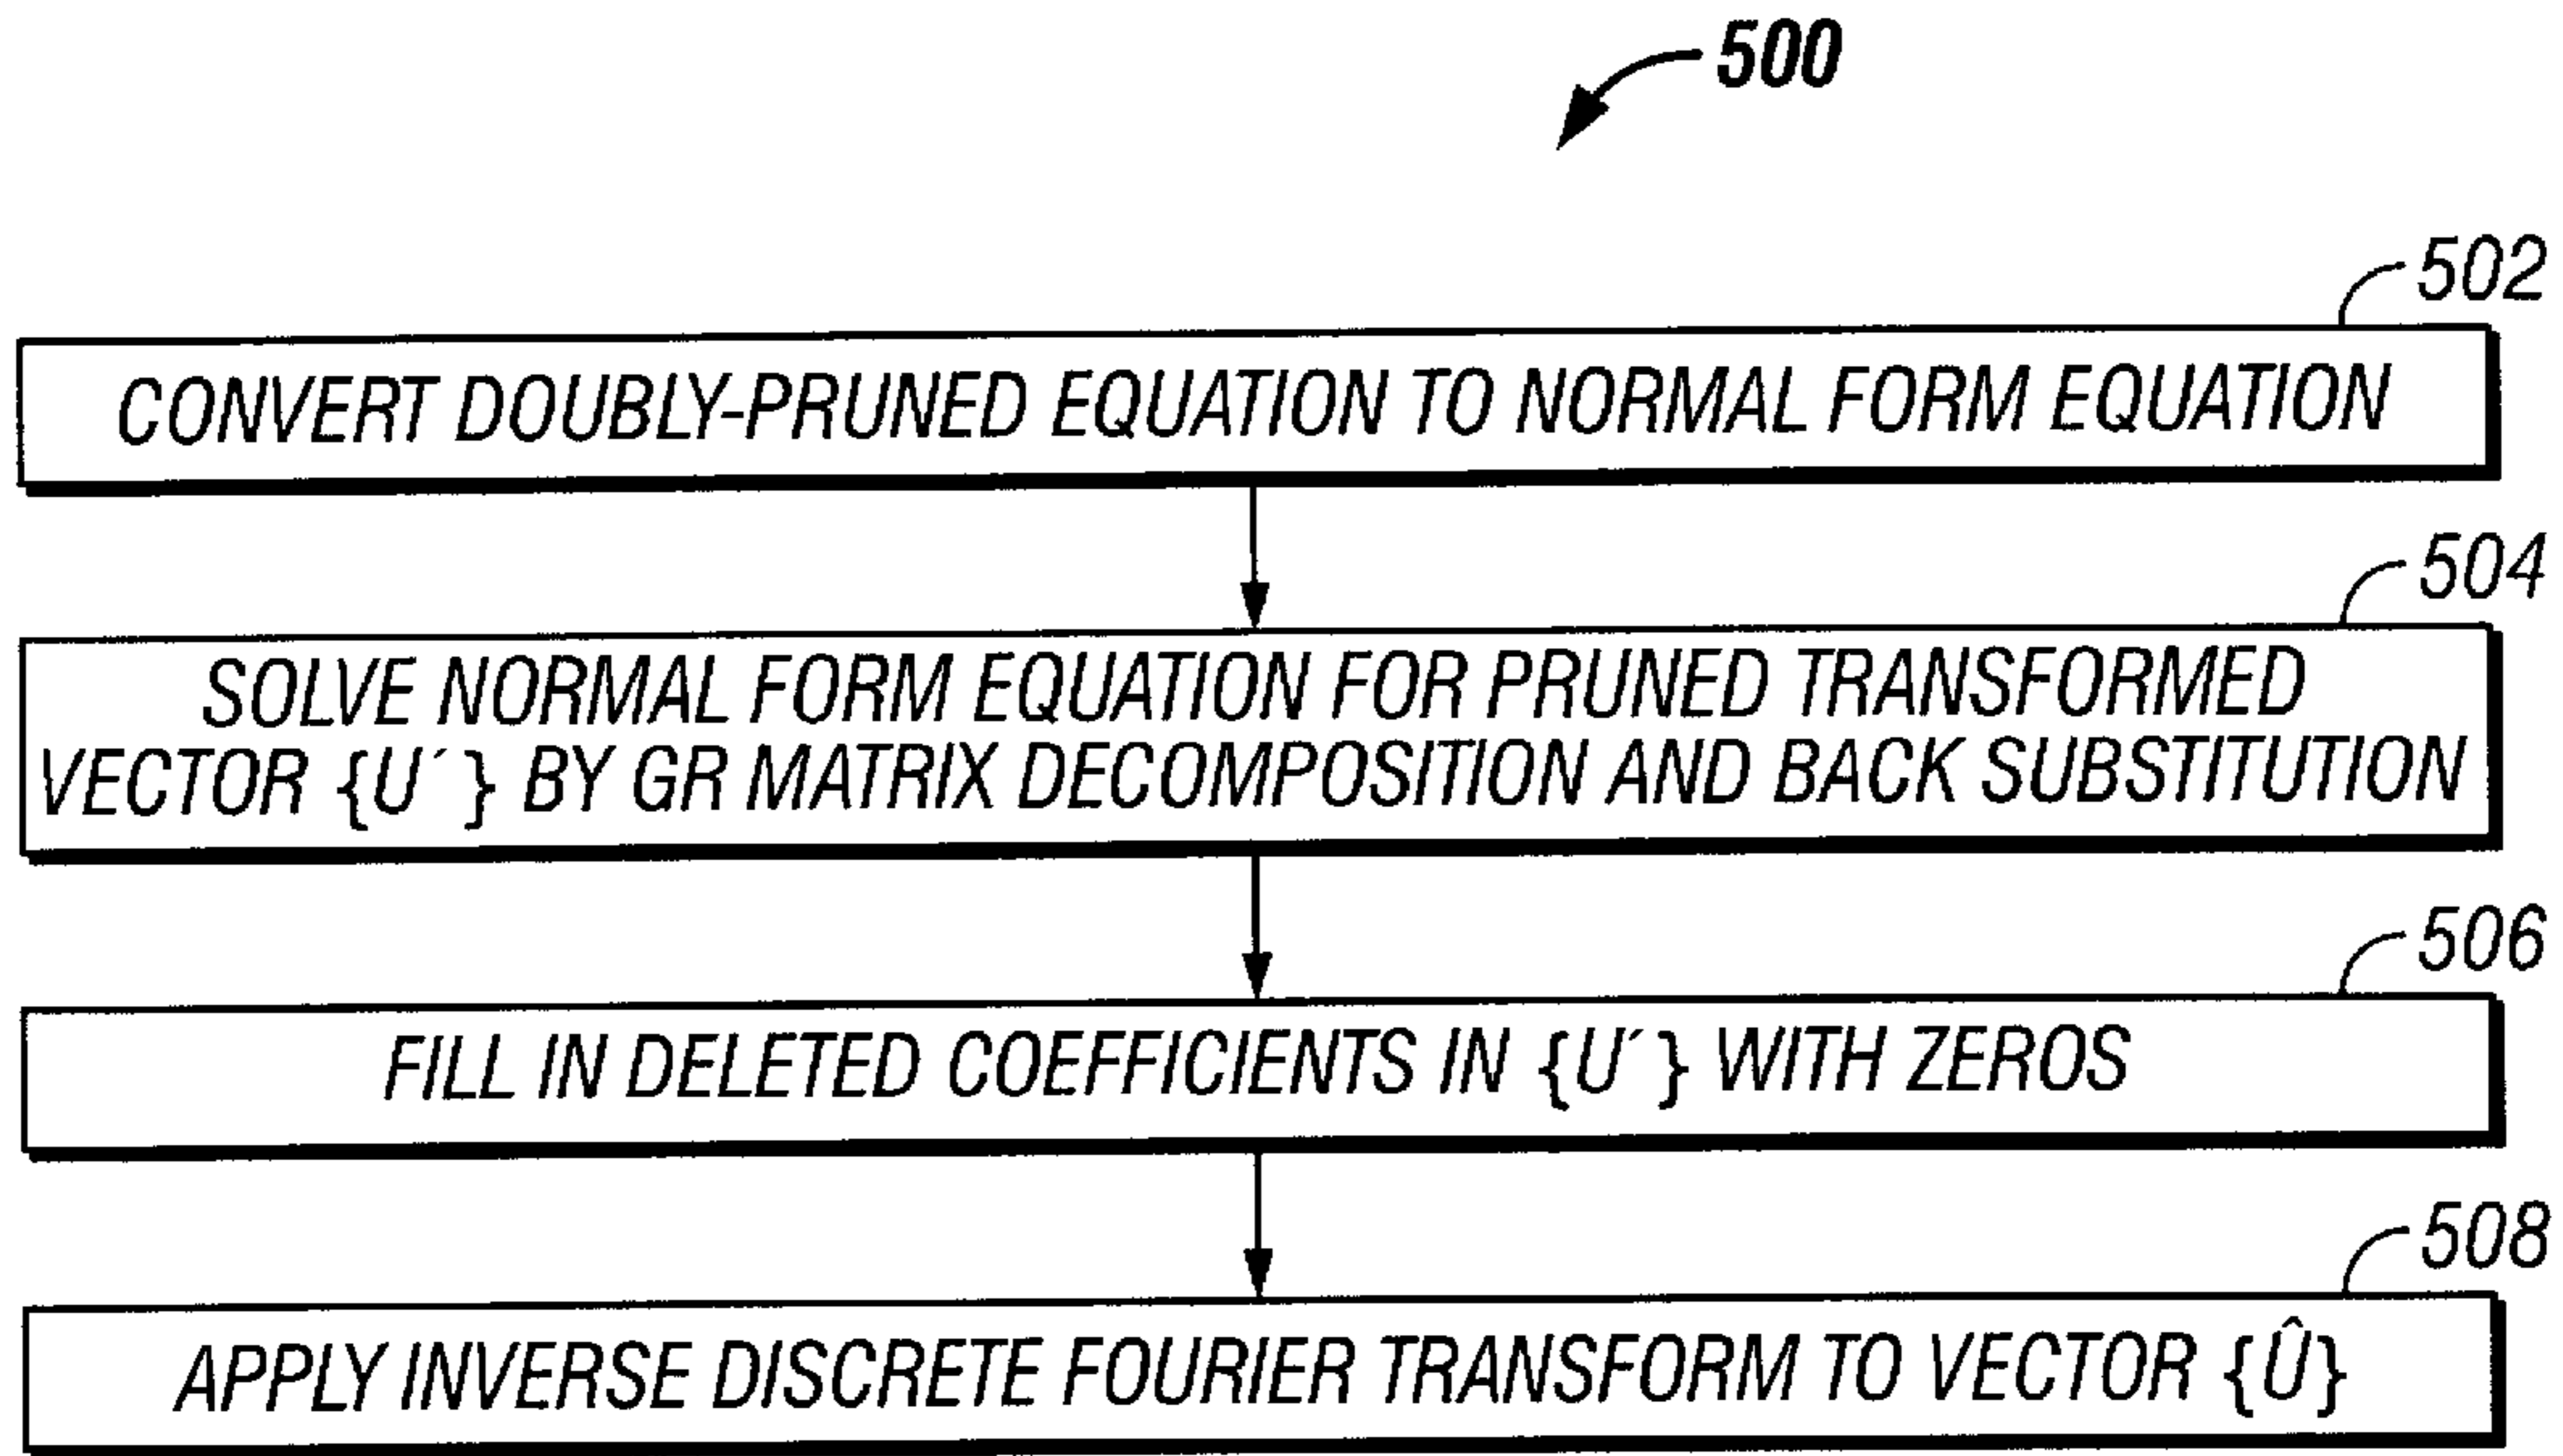 500
502
CONVERT DOUBLY-PRUNED EQUATION TO NORMAL FORM EQUATION
504
SOLVE NORMAL FORM EQUATION FOR PRUNED TRANSFORMED
VECTOR {U´} BY GR MATRIX DECOMPOSITION AND BACK SUBSTITUTION
506
FILL IN DELETED COEFFICIENTS IN {U´} WITH ZEROS
508
APPLY INVERSE DISCRETE FOURIER TRANSFORM TO VECTOR {Û}